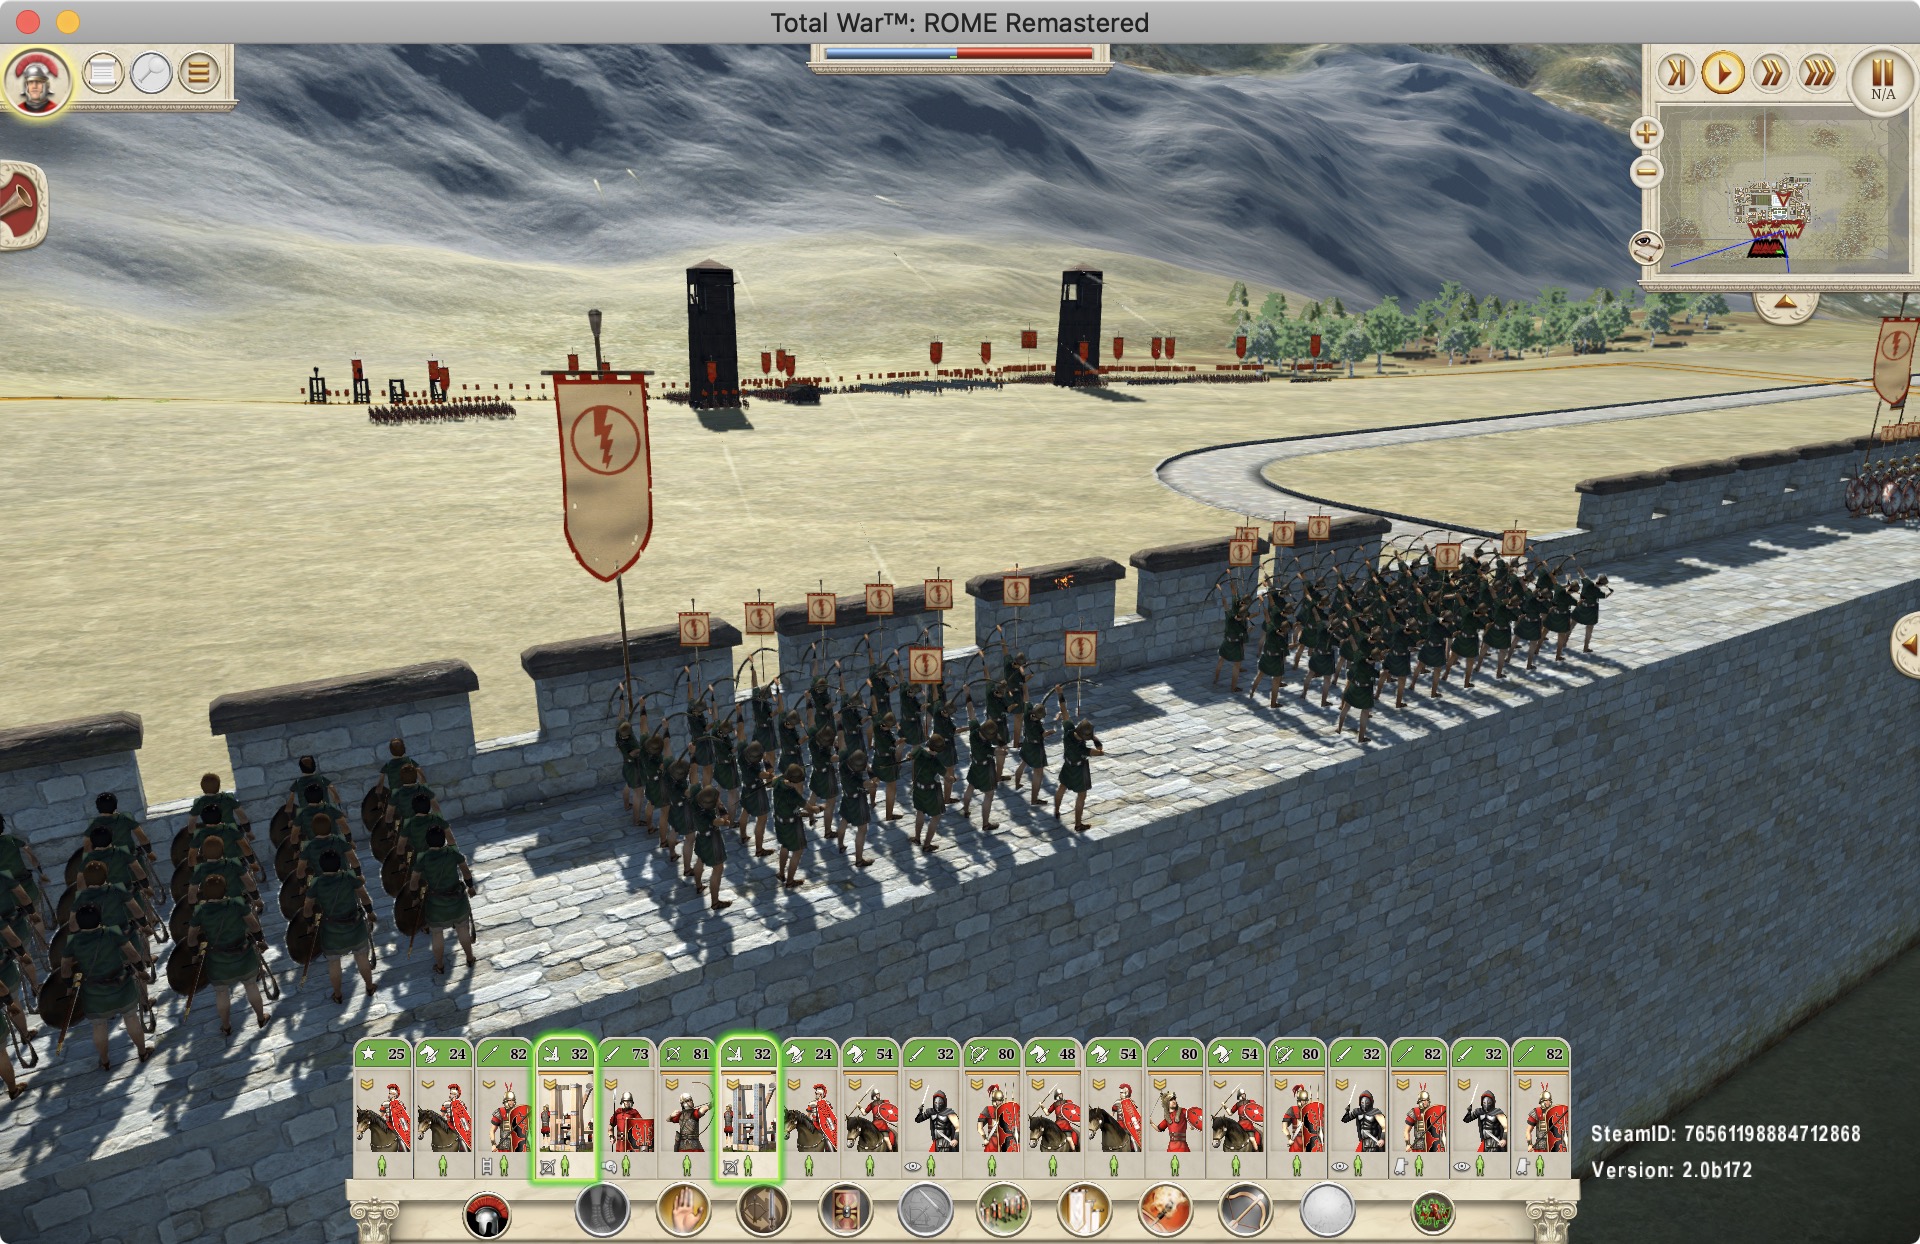 Total War™: ROME Remastered
N/A
25 24 82 32 73 81 32 24 54 32 80 48 54 80 54 80 32 82 32 82
SteamID: 76561198884712868
Version: 2.0b172